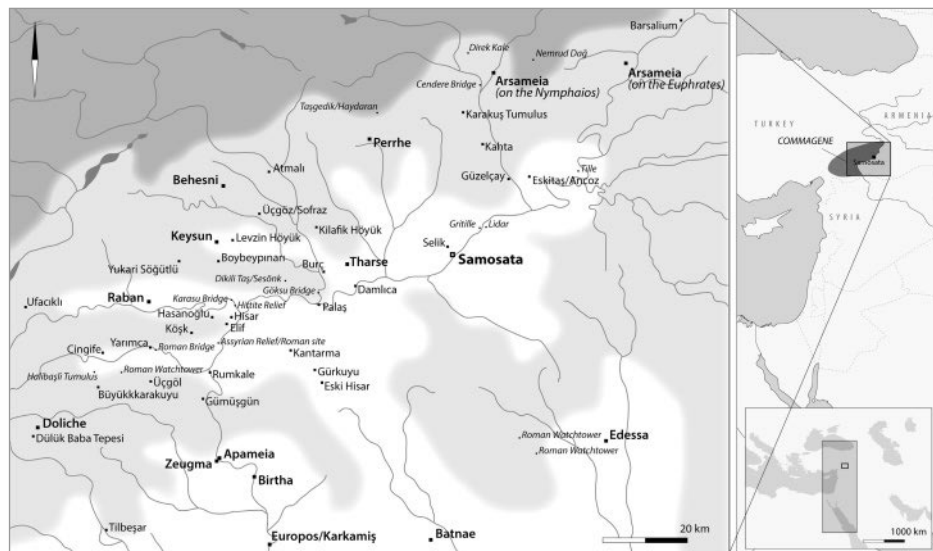 Barsalium
Direk Kale
Nemrud Dağ
Arsameia
(on the Nymphaios)
Arsameia
(on the Euphrates)
Cendere Bridge
Taşgedik/Haydaran
Karakuş Tumulus
Perrhe
Kahta
Atmalı
Behesni
Güzelçay
Eskitaş/Ancoz
Tille
Üçgöz/Sofraz
Kilafik Höyük
Gritille
Lidar
Keysun
Levzin Höyük
Selik
Boybeypınarı
Samosata
Yukari Söğütlü
Burç
Tharse
Dikili Taş/Sesönk
Göksu Bridge
Damlıca
Ufacıklı
Raban
Karasu Bridge
Hittite Relief
Palaş
Hasanoğlu
Hisar
Köşk
Elif
Yarımca
Roman Bridge
Assyrian Relief/Roman site
Cingife
Kantarma
Halibaşli Tumulus
Roman Watchtower
Rumkale
Gürkuyu
Üçgöl
Eski Hisar
Büyükkkarakuyu
Gümüşgün
Doliche
Dülük Baba Tepesi
Roman Watchtower
Edessa
Roman Watchtower
Apameia
Zeugma
Birtha
Tilbeşar
Europos/Karkamiş
Batnae
20 km
TURKEY
ARMENIA
COMMAGENE
Samosata
SYRIA
1000 km